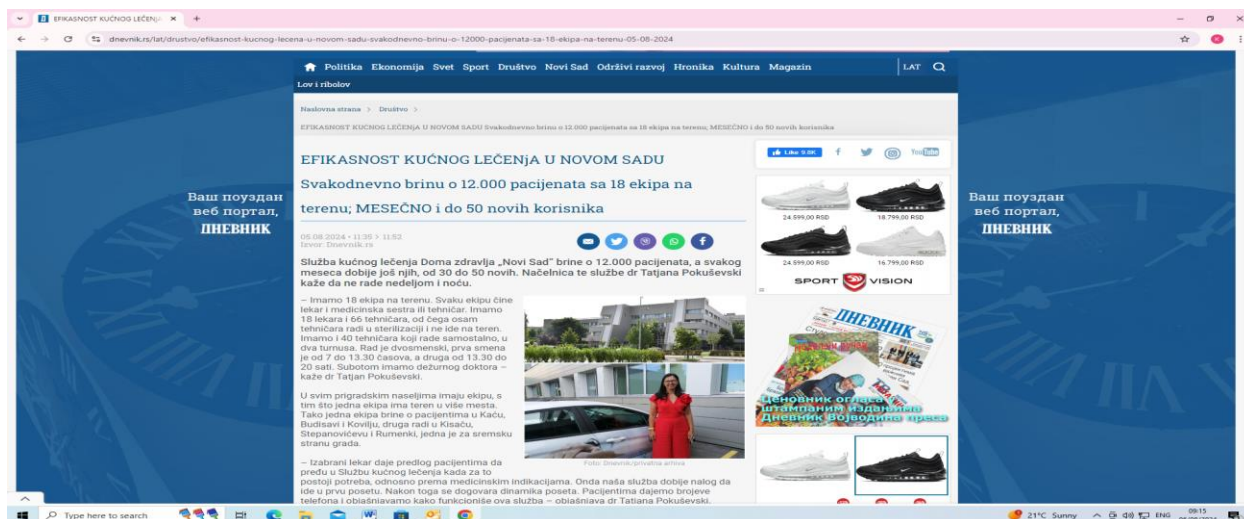 EFIKASNOST KUĆNOG LEČENJ
dnevnik.rs/lat/drustvo/efikasnost-kucnog-lecena-u-novom-sadu-svakodnevno-brinu-o-12000-pacijenata-sa-18-ekipa-na-terenu-05-08-2024
Politika Ekonomija Svet Sport Društvo Novi Sad Održivi razvoj Hronika Kultura Magazin LAT
Lov i ribolov
Naslovna strana > Društvo >
EFIKASNOST KUĆNOG LEČENjA U NOVOM SADU Svakodnevno brinu o 12.000 pacijenata sa 18 ekipa na terenu; MESEČNO i do 50 novih korisnika
EFIKASNOST KUĆNOG LEČENjA U NOVOM SADU
Svakodnevno brinu o 12.000 pacijenata sa 18 ekipa na
terenu; MESEČNO i do 50 novih korisnika
05.08.2024 • 11:35 > 11:52
Izvor: Dnevnik.rs
Služba kućnog lečenja Doma zdravlja „Novi Sad" brine o 12.000 pacijenata, a svakog
meseca dobije još njih, od 30 do 50 novih. Načelnica te službe dr Tatjana Pokuševski
kaže da ne rade nedeljom i noću.
– Imamo 18 ekipa na terenu. Svaku ekipu čine
lekar i medicinska sestra ili tehničar. Imamo
18 lekara i 66 tehničara, od čega osam
tehničara radi u sterilizaciji i ne ide na teren.
Imamo i 40 tehničara koji rade samostalno, u
dva turnusa. Rad je dvosmenski, prva smena
je od 7 do 13.30 časova, a druga od 13.30 do
20 sati. Subotom imamo dežurnog doktora –
kaže dr Tatjan Pokuševski.
U svim prigradskim naseljima imaju ekipu, s
tim što jedna ekipa ima teren u više mesta.
Tako jedna ekipa brine o pacijentima u Kaću,
Budisavi i Kovilju, druga radi u Kisaču,
Stepanovićevu i Rumenki, jedna je za sremsku
stranu grada.
Foto: Dnevnik/privatna arhiva
– Izabrani lekar daje predlog pacijentima da
pređu u Službu kućnog lečenja kada za to
postoji potreba, odnosno prema medicinskim indikacijama. Onda naša služba dobije nalog da
ide u prvu posetu. Nakon toga se dogovara dinamika poseta. Pacijentima dajemo brojeve
telefona i objašnjavamo kako funkcioniše ova služba – objašnjava dr Tatjana Pokuševski.
Like 9.8K
YouTube
24.599,00 RSD 18.799,00 RSD
24.599,00 RSD 16.799,00 RSD
SPORT VISION
ДНЕВНИК
Ценовник огласа у
штампаним издањима
Дневник Војводина преса
Ваш поуздан
веб портал,
ДНЕВНИК
Ваш поуздан
веб портал,
ДНЕВНИК
Type here to search
21°C Sunny
ENG
09:15